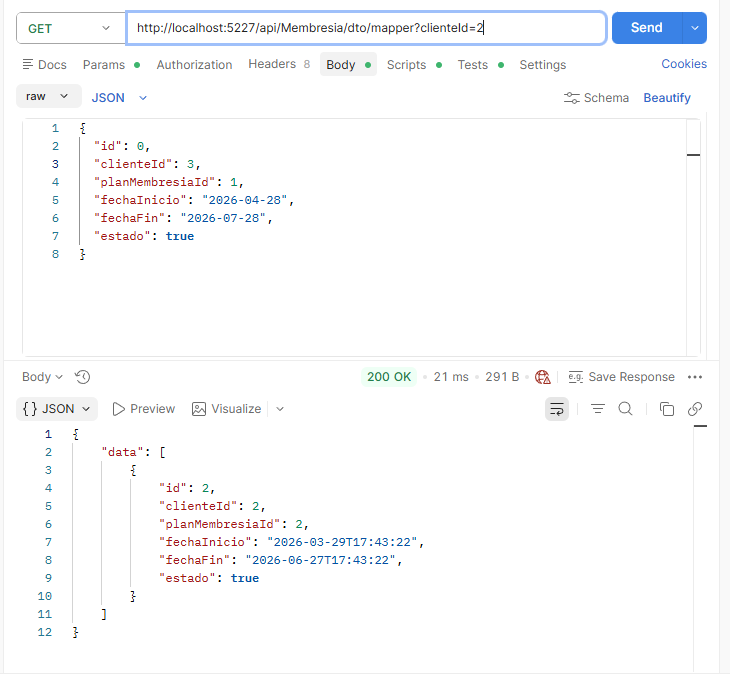 GET http://localhost:5227/api/Membresia/dto/mapper?clienteId=2 Send
Docs Params Authorization Headers 8 Body Scripts Tests Settings Cookies
raw JSON Schema Beautify
1 {
2 "id": 0,
3 "clienteId": 3,
4 "planMembresiaId": 1,
5 "fechaInicio": "2026-04-28",
6 "fechaFin": "2026-07-28",
7 "estado": true
8 }
Body 200 OK • 21 ms • 291 B • e.g. Save Response
{} JSON Preview Visualize
1 {
2 "data": [
3 {
4 "id": 2,
5 "clienteId": 2,
6 "planMembresiaId": 2,
7 "fechaInicio": "2026-03-29T17:43:22",
8 "fechaFin": "2026-06-27T17:43:22",
9 "estado": true
10 }
11 ]
12 }